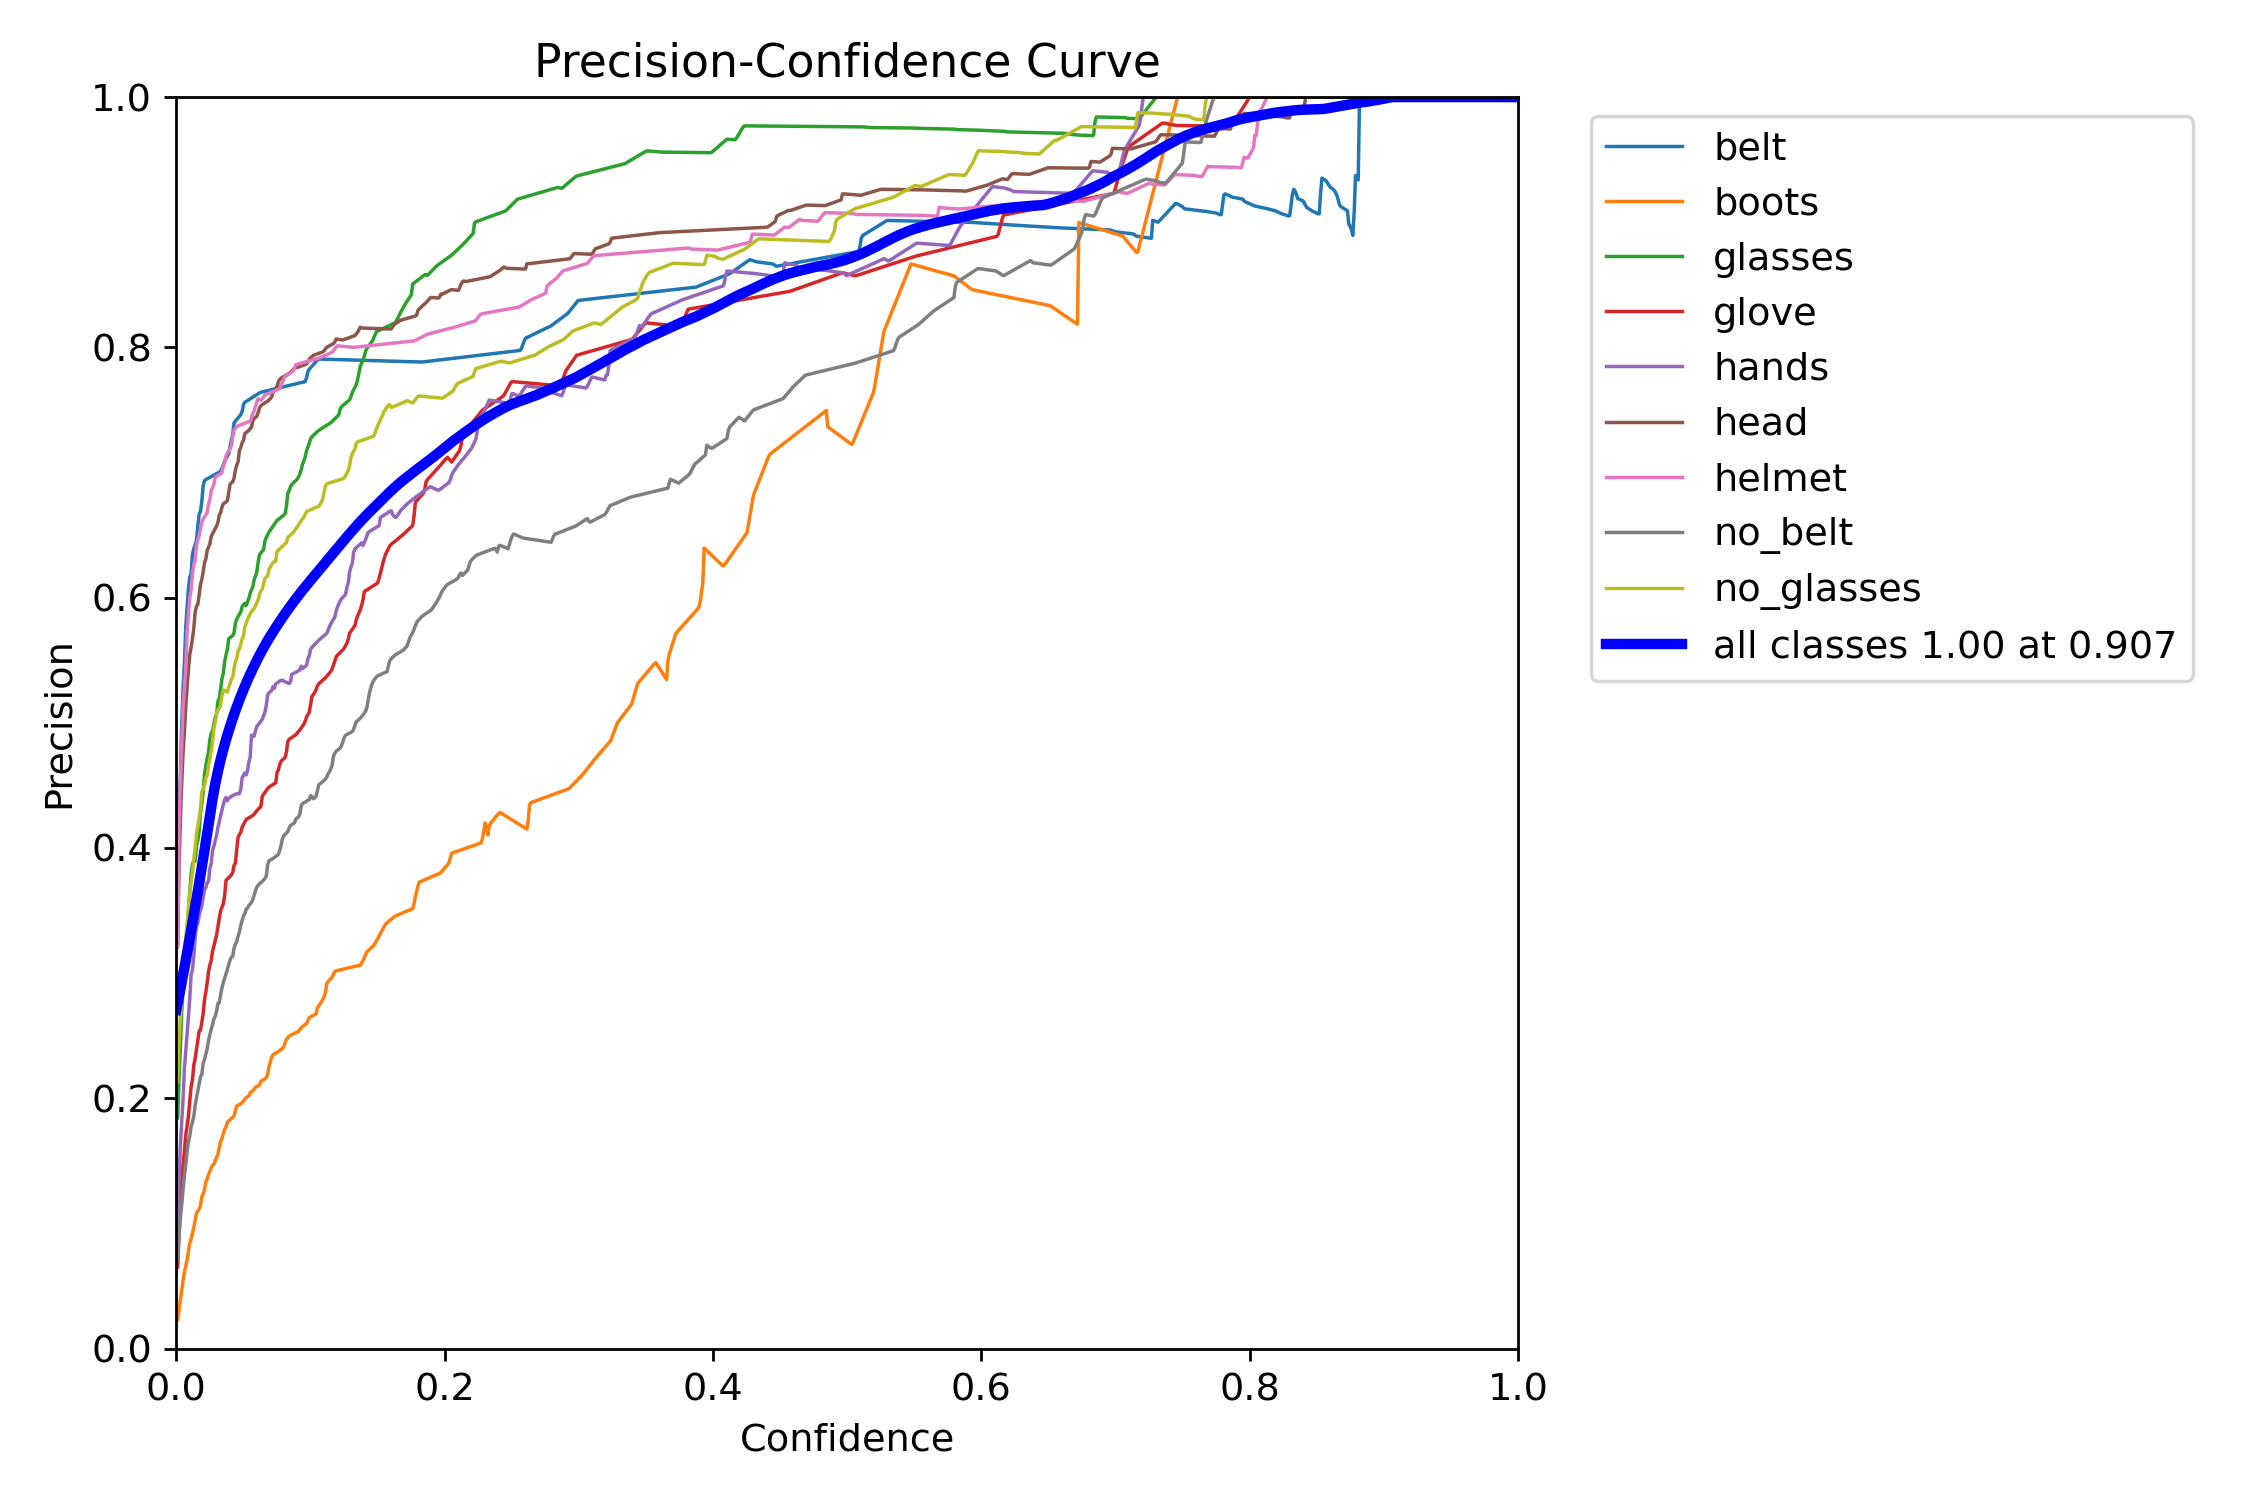 Precision-Confidence Curve
1.0
0.8
0.6
0.4
0.2
0.0
Precision
0.0 0.2 0.4 0.6 0.8 1.0
Confidence
belt
boots
glasses
glove
hands
head
helmet
no_belt
no_glasses
all classes 1.00 at 0.907